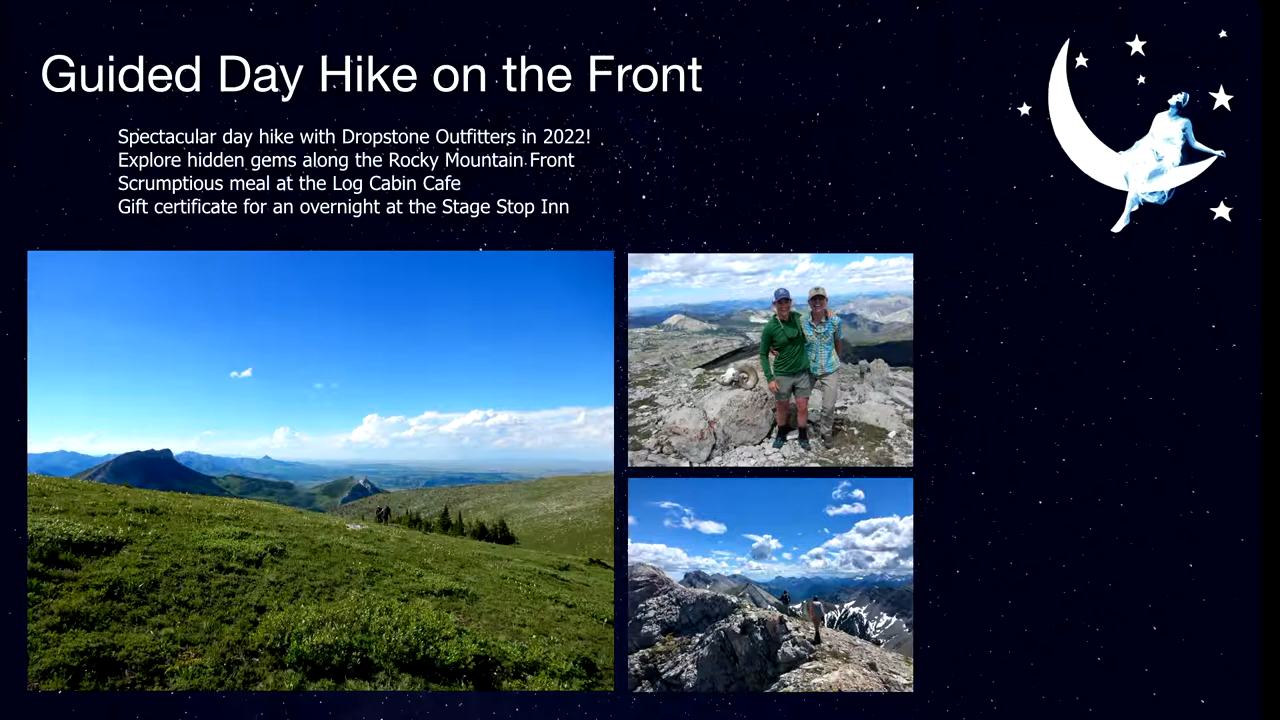 Guided Day Hike on the Front
Spectacular day hike with Dropstone Outfitters in 2022!
Explore hidden gems along the Rocky Mountain Front
Scrumptious meal at the Log Cabin Cafe
Gift certificate for an overnight at the Stage Stop Inn